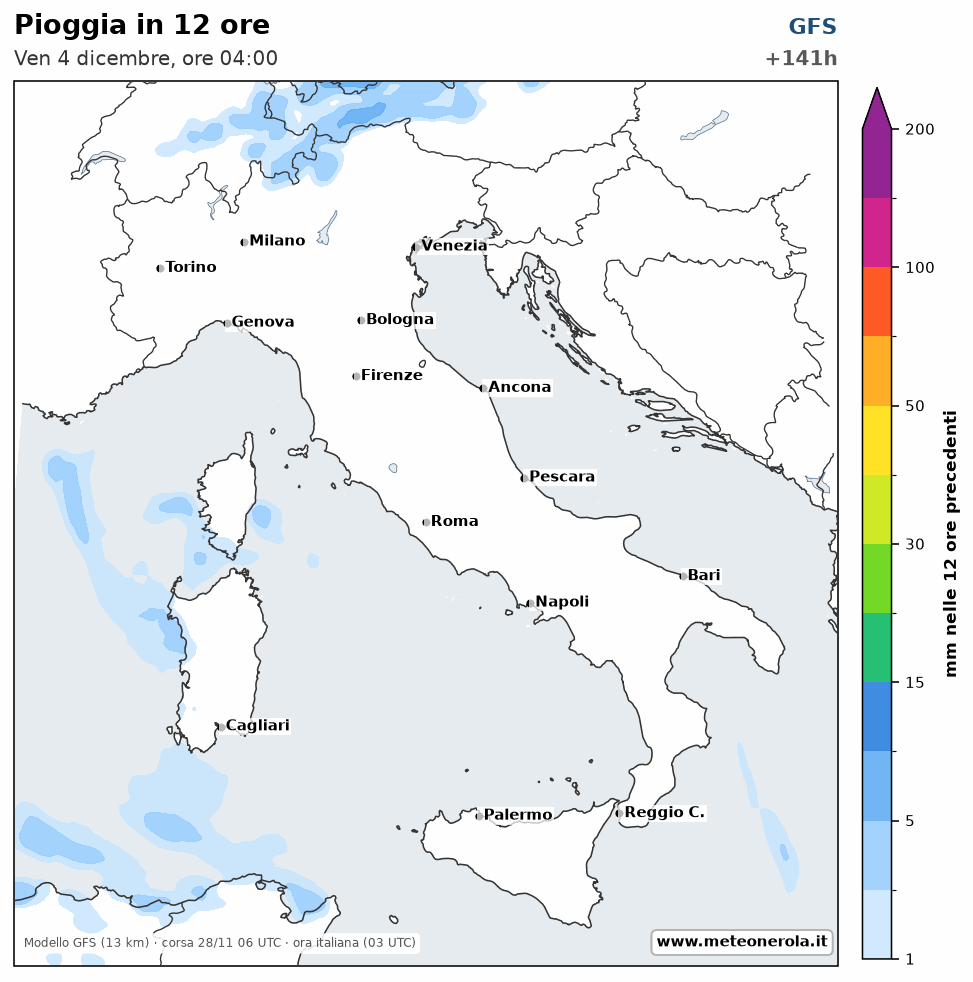 Pioggia in 12 ore
GFS
Ven 4 dicembre, ore 04:00
+141h
200
100
50
30
15
5
1
mm nelle 12 ore precedenti
Milano
Venezia
Torino
Genova
Bologna
Firenze
Ancona
Pescara
Roma
Bari
Napoli
Cagliari
Palermo
Reggio C.
Modello GFS (13 km) · corsa 28/11 06 UTC · ora italiana (03 UTC)
www.meteonerola.it